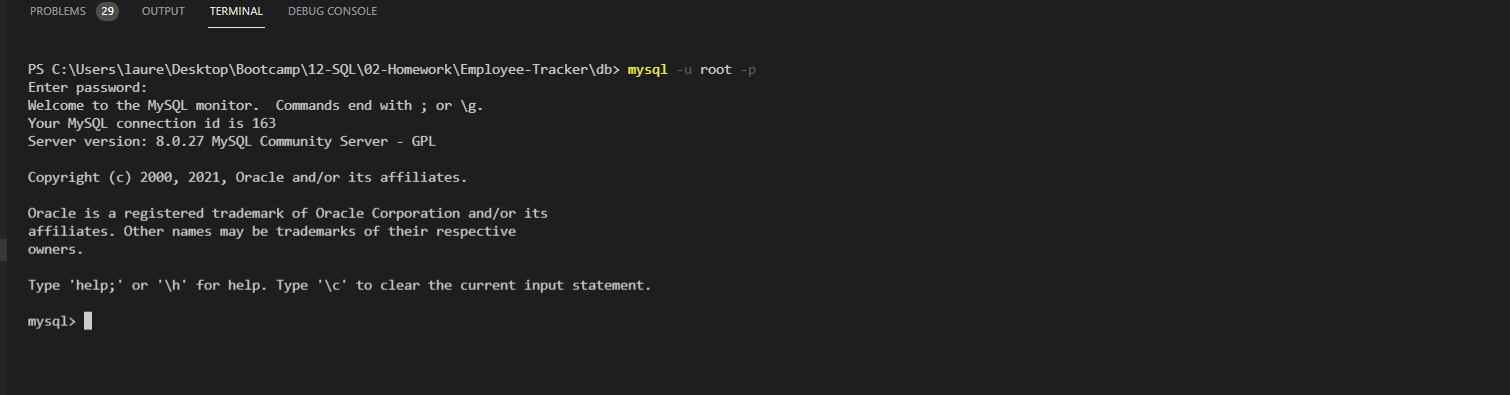 PROBLEMS 29 OUTPUT TERMINAL DEBUG CONSOLE
PS C:\Users\laure\Desktop\Bootcamp\12-SQL\02-Homework\Employee-Tracker\db> mysql -u root -p
Enter password:
Welcome to the MySQL monitor.  Commands end with ; or \g.
Your MySQL connection id is 163
Server version: 8.0.27 MySQL Community Server - GPL
Copyright (c) 2000, 2021, Oracle and/or its affiliates.
Oracle is a registered trademark of Oracle Corporation and/or its
affiliates. Other names may be trademarks of their respective
owners.
Type 'help;' or '\h' for help. Type '\c' to clear the current input statement.
mysql>